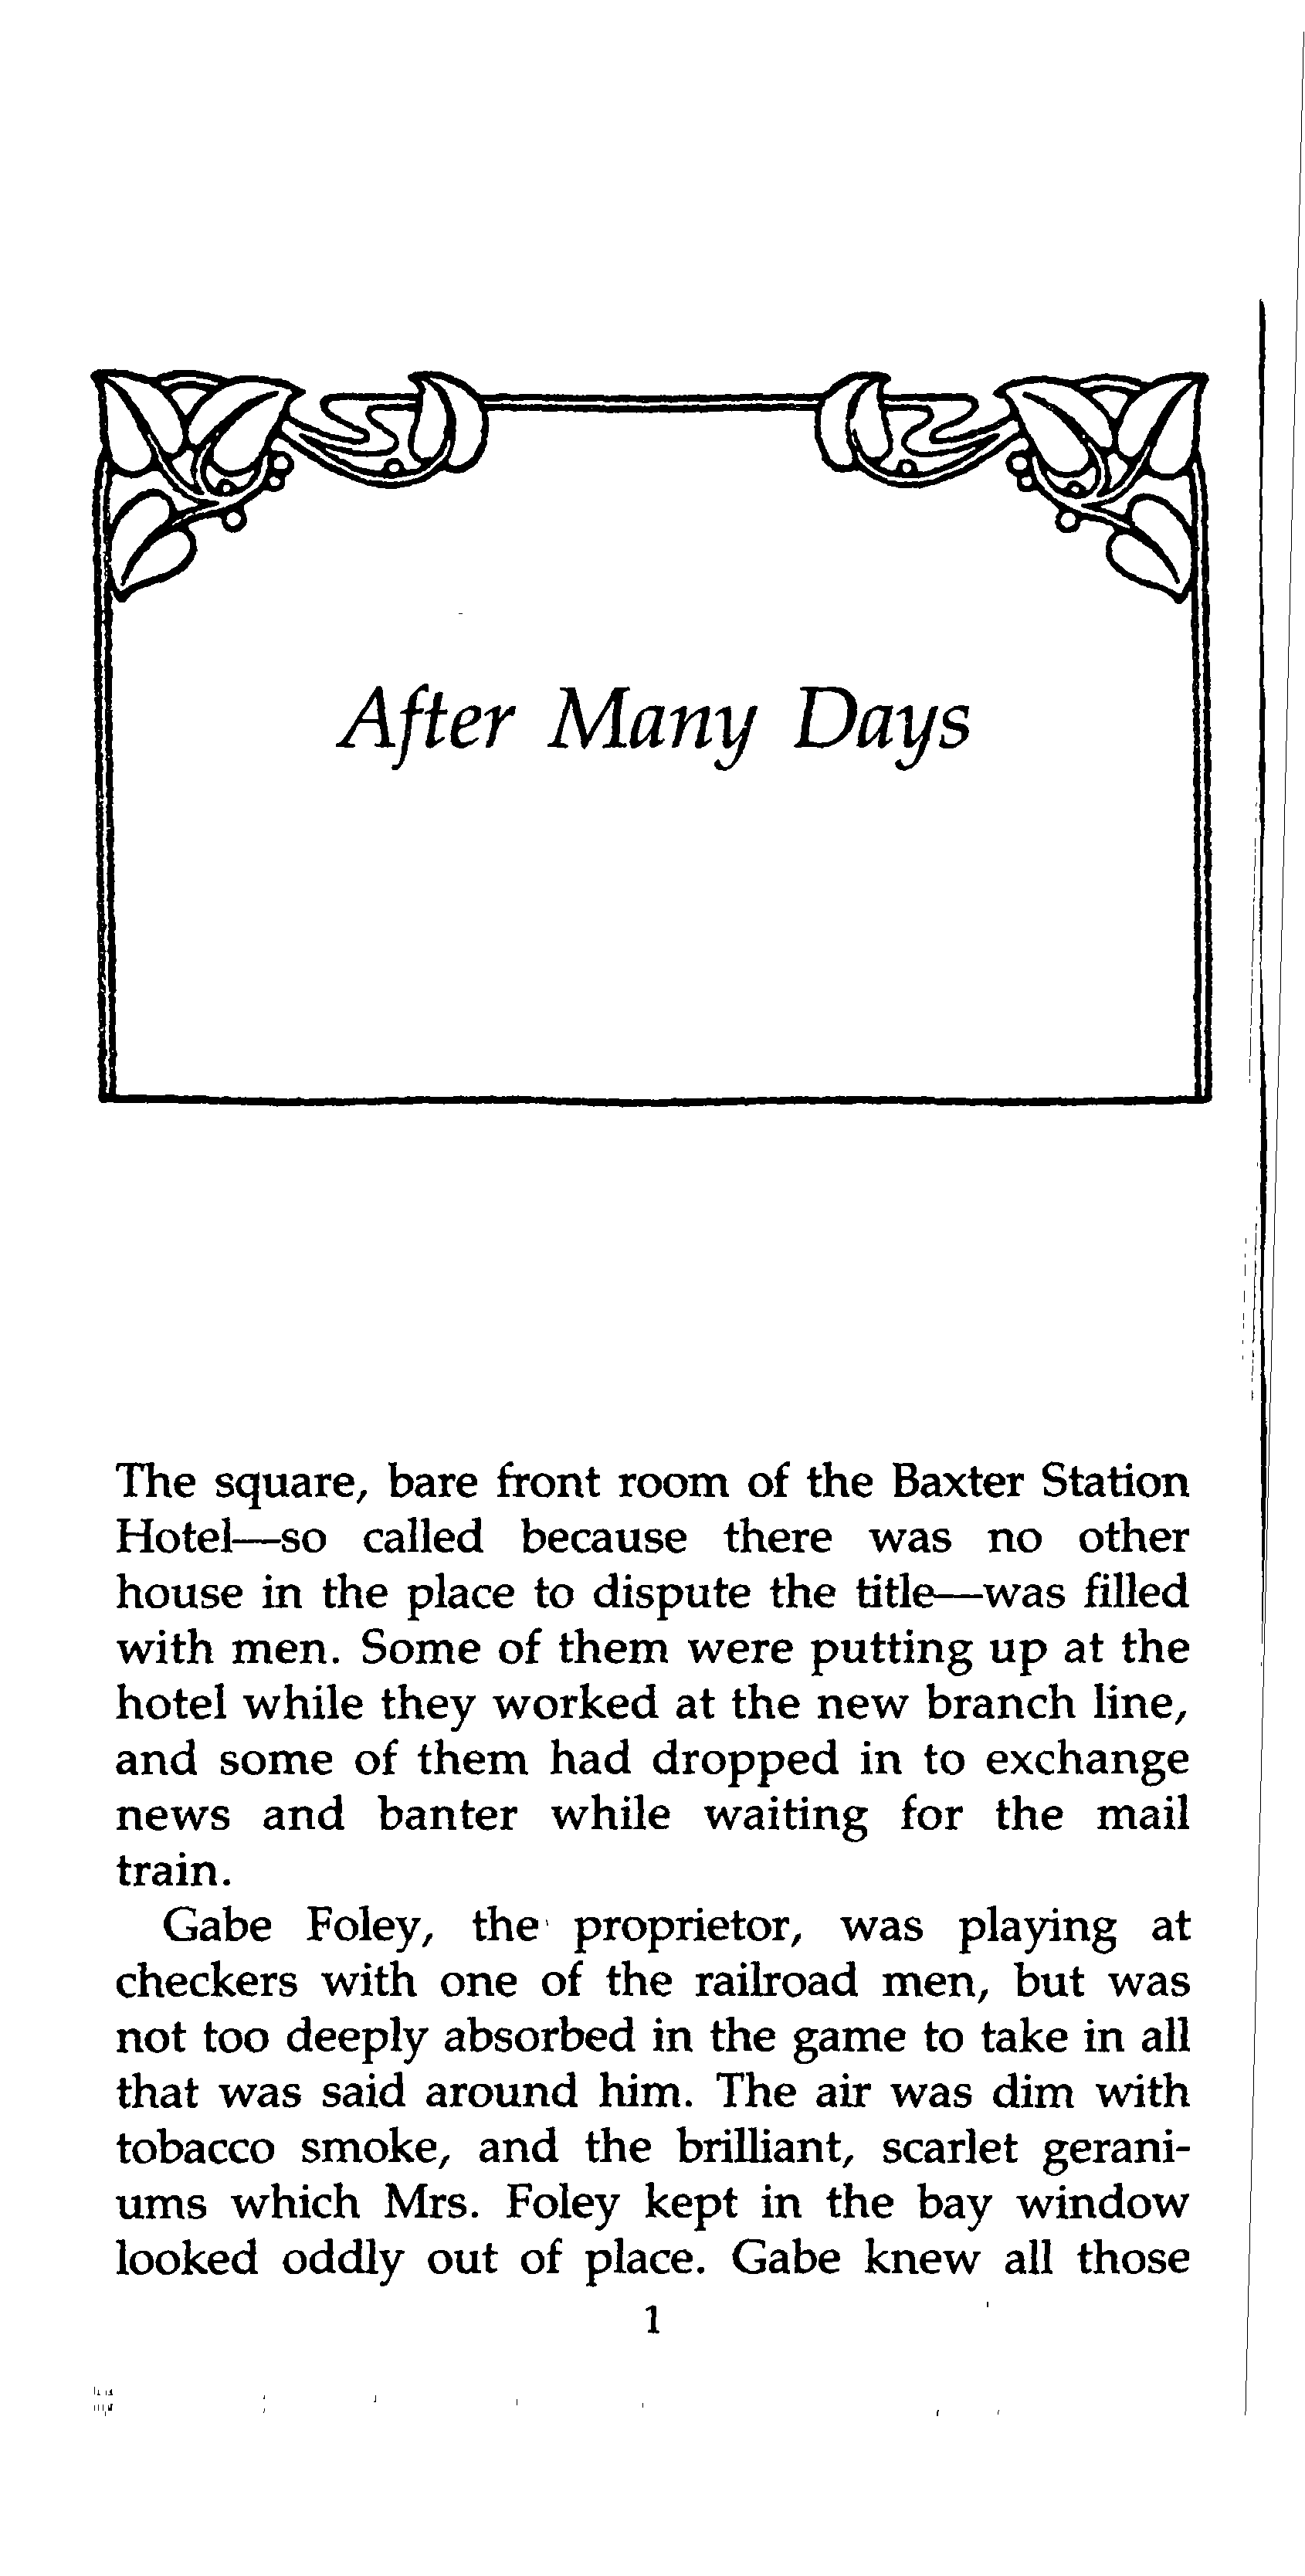 After Many Days
The square, bare front room of the Baxter Station
Hotel—so called because there was no other
house in the place to dispute the title—was filled
with men. Some of them were putting up at the
hotel while they worked at the new branch line,
and some of them had dropped in to exchange
news and banter while waiting for the mail
train.
Gabe Foley, the proprietor, was playing at
checkers with one of the railroad men, but was
not too deeply absorbed in the game to take in all
that was said around him. The air was dim with
tobacco smoke, and the brilliant, scarlet gerani-
ums which Mrs. Foley kept in the bay window
looked oddly out of place. Gabe knew all those
1